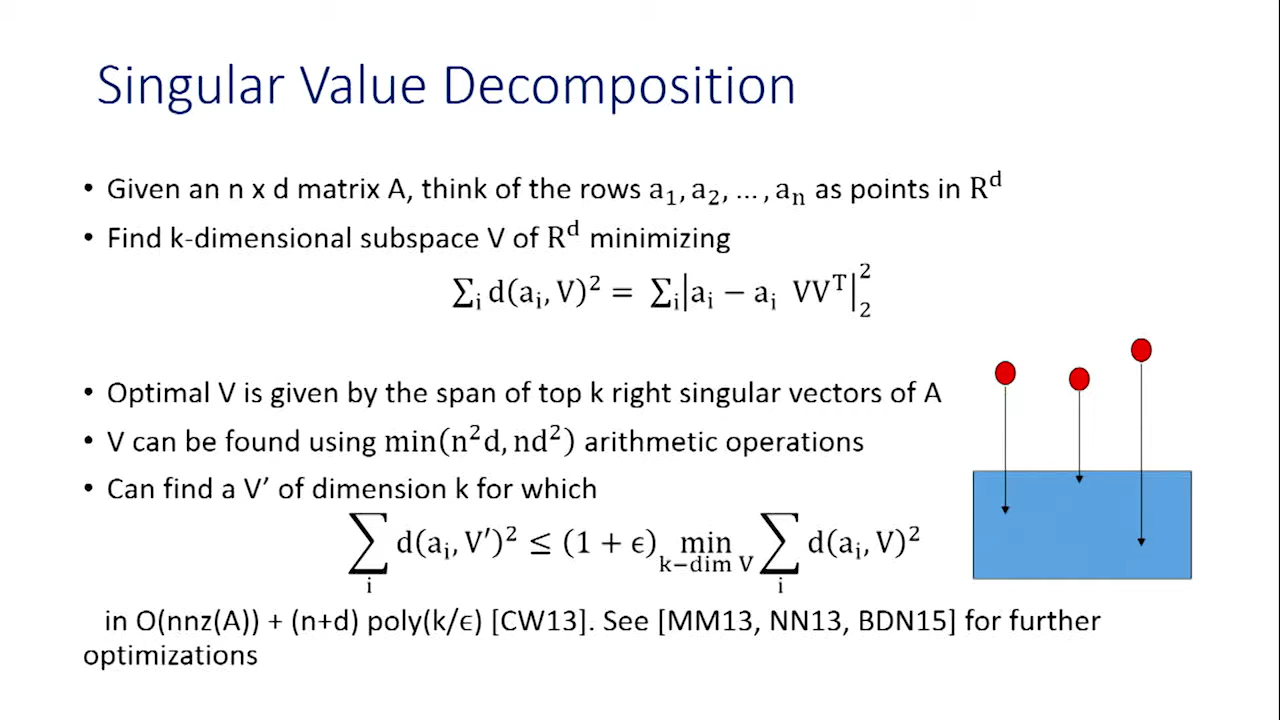 Singular Value Decomposition
• Given an n x d matrix A, think of the rows a₁, a₂, …, aₙ as points in Rᵈ
• Find k-dimensional subspace V of Rᵈ minimizing
∑ᵢ d(aᵢ, V)² = ∑ᵢ|aᵢ − aᵢ VVᵀ|₂²
• Optimal V is given by the span of top k right singular vectors of A
• V can be found using min(n²d, nd²) arithmetic operations
• Can find a V’ of dimension k for which
∑ᵢ d(aᵢ, V′)² ≤ (1 + ϵ) min k−dim V ∑ᵢ d(aᵢ, V)²
in O(nnz(A)) + (n+d) poly(k/ϵ) [CW13]. See [MM13, NN13, BDN15] for further
optimizations